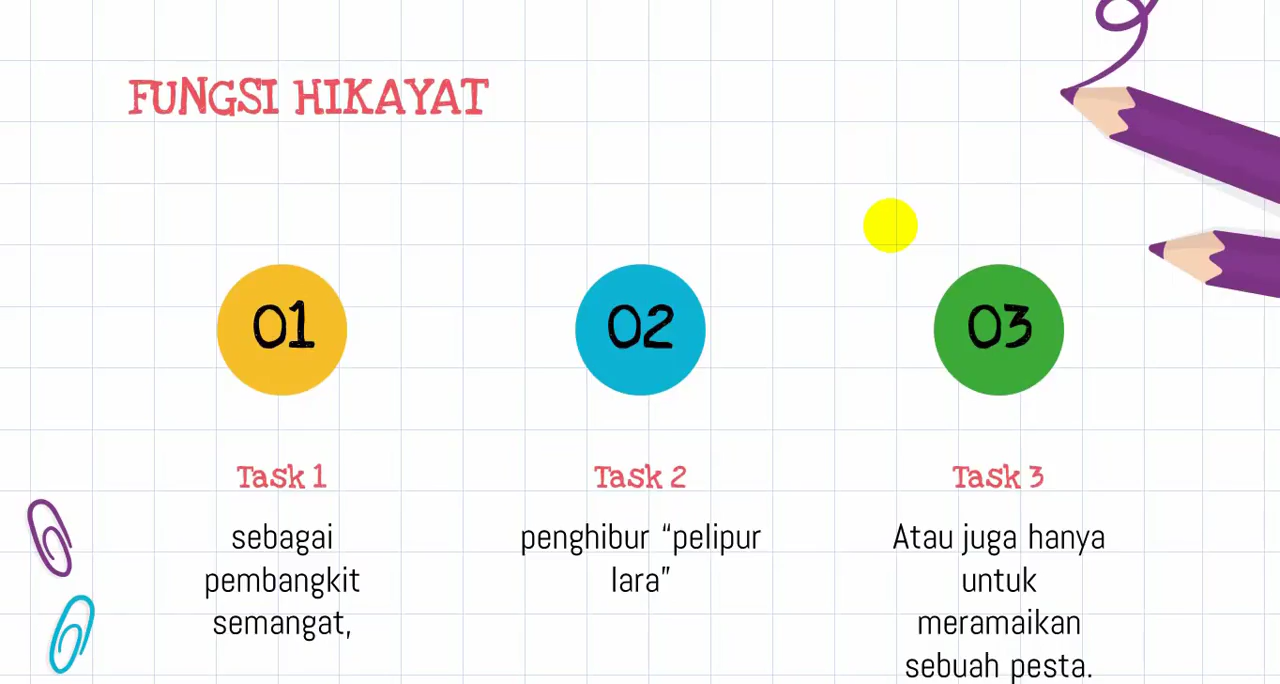 FUNGSI HIKAYAT
01
02
03
Task 1
sebagai
pembangkit
semangat,
Task 2
penghibur “pelipur
lara”
Task 3
Atau juga hanya
untuk
meramaikan
sebuah pesta.